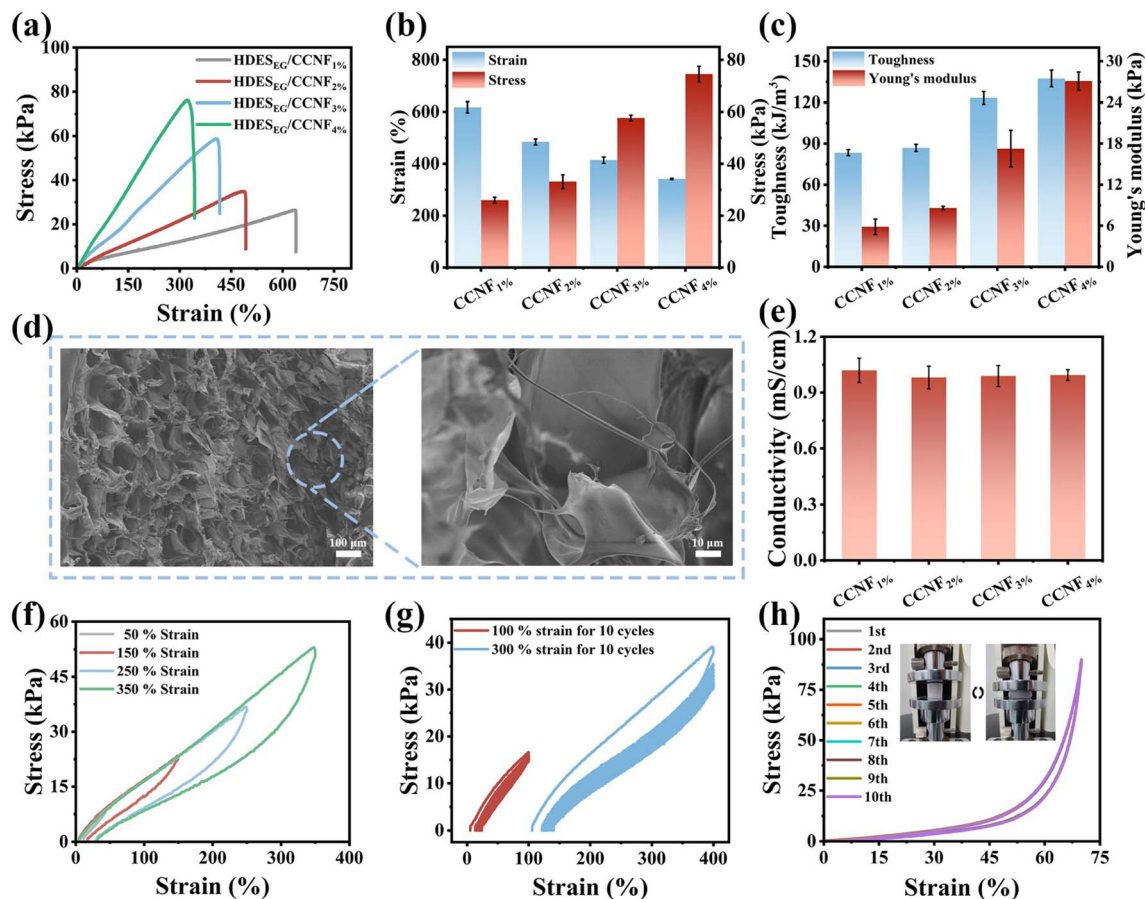 (a)
Stress (kPa)
100
80
60
40
20
0
0 150 300 450 600 750
Strain (%)
HDES_EG/CCNF_1%
HDES_EG/CCNF_2%
HDES_EG/CCNF_3%
HDES_EG/CCNF_4%
(b)
Strain (%)
800
600
400
200
0
Strain
Stress
80
60
40
20
0
Stress (kPa)
CCNF_1% CCNF_2% CCNF_3% CCNF_4%
(c)
Toughness (kJ/m³)
150
120
90
60
30
0
Toughness
Young's modulus
30
24
18
12
6
0
Young's modulus (kPa)
CCNF_1% CCNF_2% CCNF_3% CCNF_4%
(d)
100 μm
10 μm
(e)
Conductivity (mS/cm)
1.2
0.9
0.6
0.3
0.0
CCNF_1% CCNF_2% CCNF_3% CCNF_4%
(f)
Stress (kPa)
60
45
30
15
0
50 % Strain
150 % Strain
250 % Strain
350 % Strain
0 100 200 300 400
Strain (%)
(g)
Stress (kPa)
40
30
20
10
0
100 % strain for 10 cycles
300 % strain for 10 cycles
0 100 200 300 400
Strain (%)
(h)
Stress (kPa)
100
75
50
25
0
1st
2nd
3rd
4th
5th
6th
7th
8th
9th
10th
0 15 30 45 60 75
Strain (%)